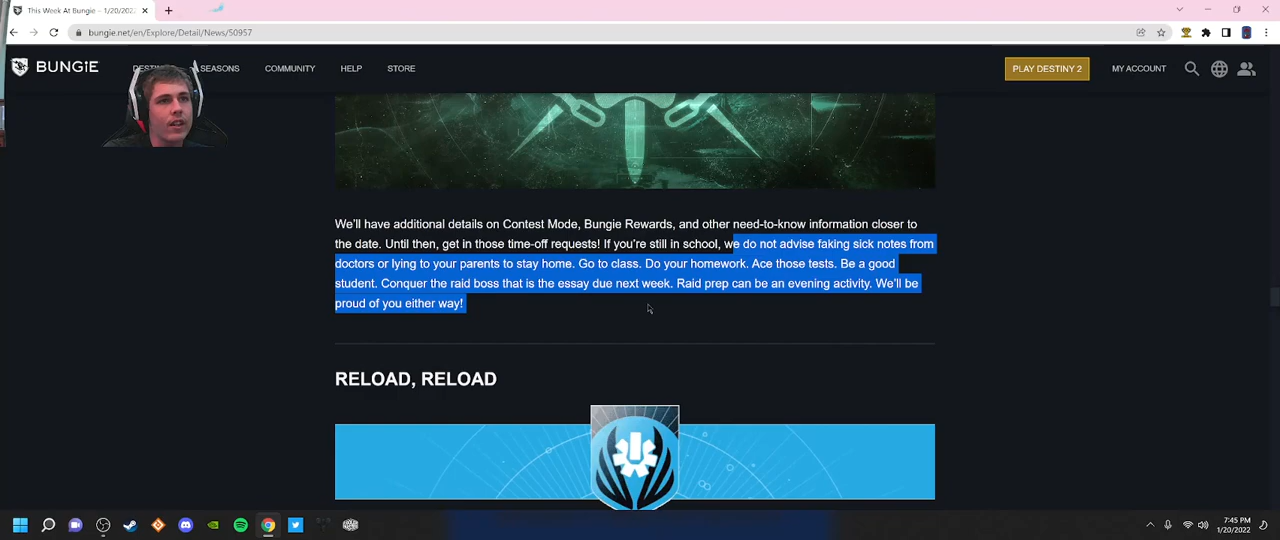 This Week At Bungie – 1/20/202
bungie.net/en/Explore/Detail/News/50957
BUNGiE
SEASONS
COMMUNITY
HELP
STORE
PLAY DESTINY 2
MY ACCOUNT
We'll have additional details on Contest Mode, Bungie Rewards, and other need-to-know information closer to
the date. Until then, get in those time-off requests! If you're still in school, we do not advise faking sick notes from
doctors or lying to your parents to stay home. Go to class. Do your homework. Ace those tests. Be a good
student. Conquer the raid boss that is the essay due next week. Raid prep can be an evening activity. We'll be
proud of you either way!
RELOAD, RELOAD
7:45 PM
1/20/2022